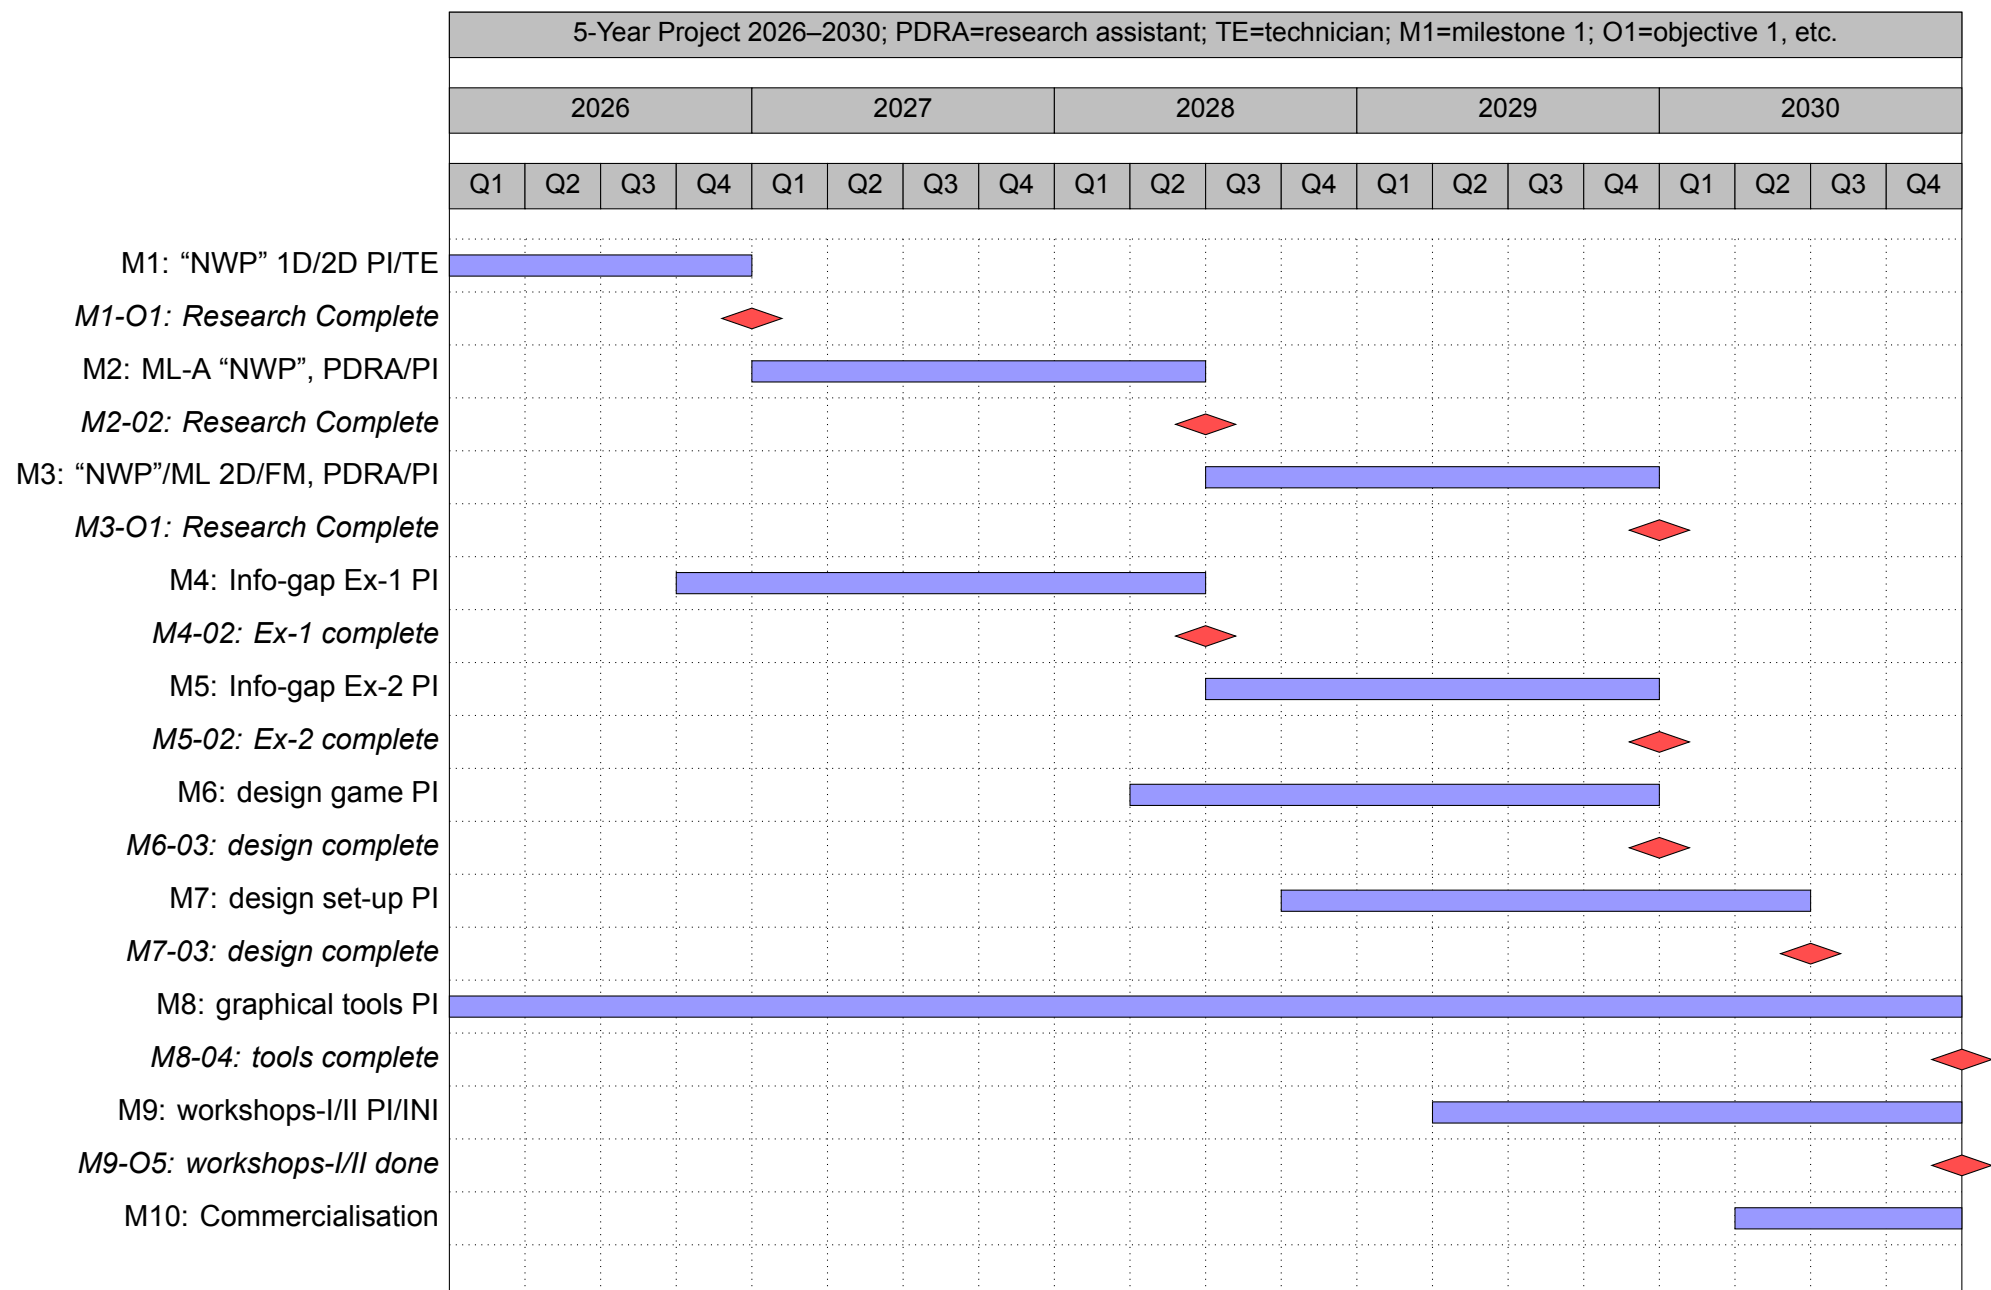 5-Year Project 2026–2030; PDRA=research assistant; TE=technician; M1=milestone 1; O1=objective 1, etc.
2026 2027 2028 2029 2030
Q1 Q2 Q3 Q4 Q1 Q2 Q3 Q4 Q1 Q2 Q3 Q4 Q1 Q2 Q3 Q4 Q1 Q2 Q3 Q4
M1: “NWP” 1D/2D PI/TE
M1-O1: Research Complete
M2: ML-A “NWP”, PDRA/PI
M2-02: Research Complete
M3: “NWP”/ML 2D/FM, PDRA/PI
M3-O1: Research Complete
M4: Info-gap Ex-1 PI
M4-02: Ex-1 complete
M5: Info-gap Ex-2 PI
M5-02: Ex-2 complete
M6: design game PI
M6-03: design complete
M7: design set-up PI
M7-03: design complete
M8: graphical tools PI
M8-04: tools complete
M9: workshops-I/II PI/INI
M9-O5: workshops-I/II done
M10: Commercialisation